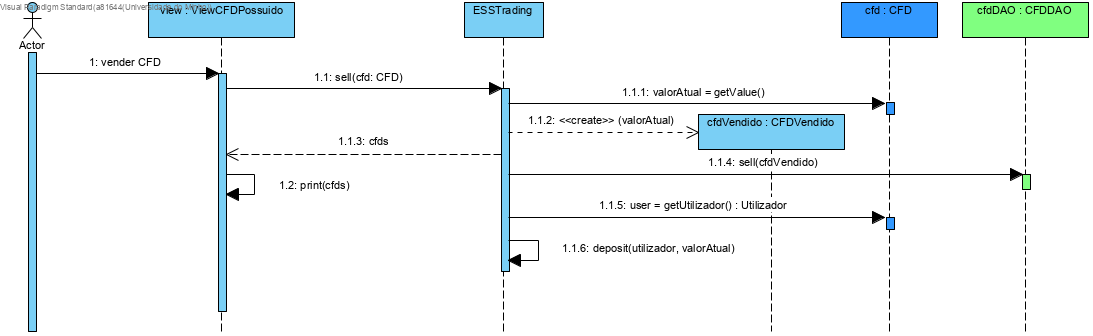 Visual Paradigm Standard(a81644(Universidade do Minho))
view : ViewCFDPossuido
ESSTrading
cfd : CFD
cfdDAO : CFDDAO
Actor
1: vender CFD
1.1: sell(cfd: CFD)
1.1.1: valorAtual = getValue()
1.1.2: <<create>> (valorAtual)
cfdVendido : CFDVendido
1.1.3: cfds
1.1.4: sell(cfdVendido)
1.2: print(cfds)
1.1.5: user = getUtilizador() : Utilizador
1.1.6: deposit(utilizador, valorAtual)